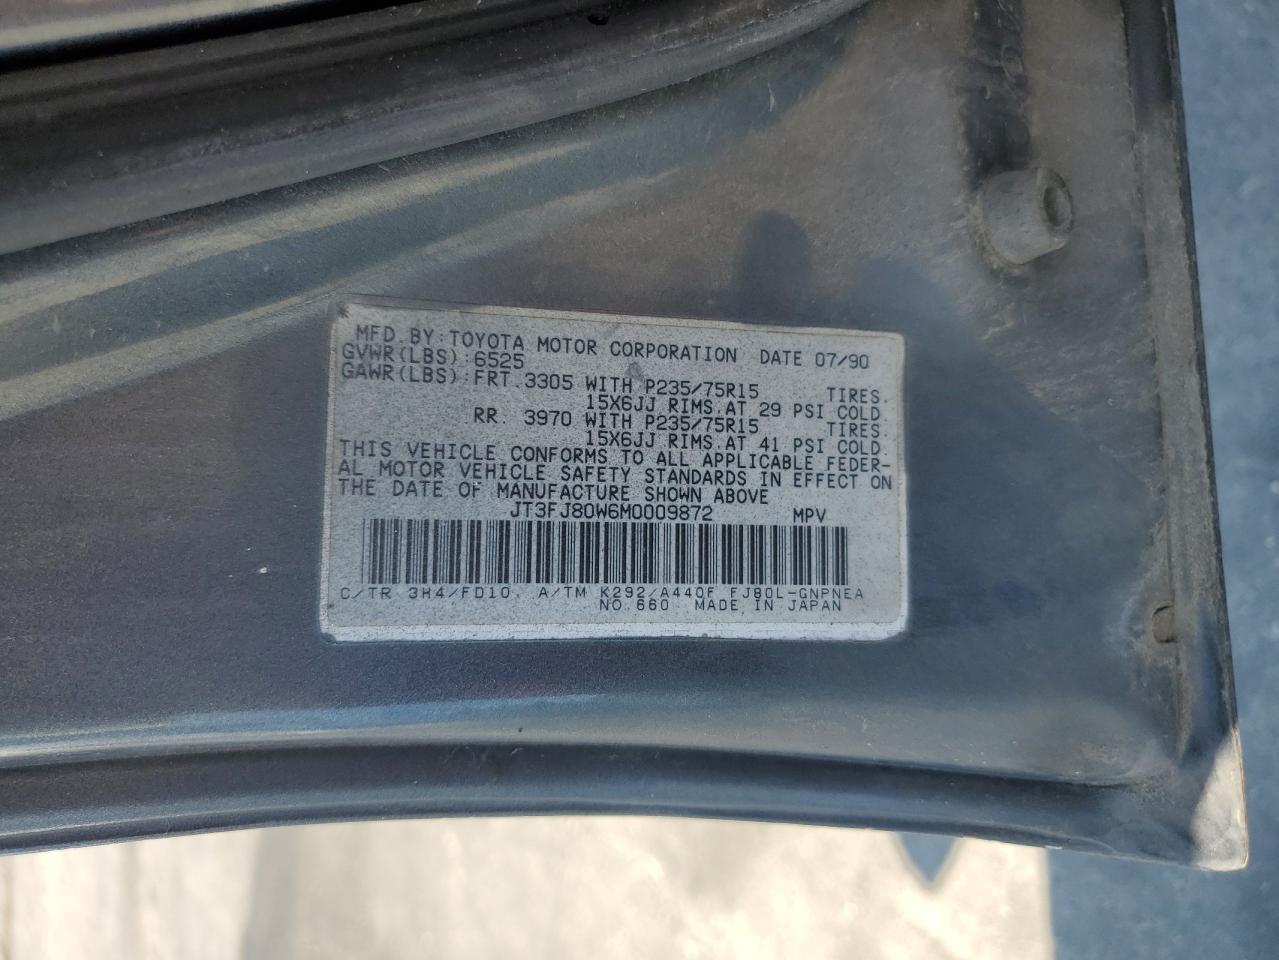 MFD. BY: TOYOTA MOTOR CORPORATION DATE 07/90
GVWR(LBS):6525
GAWR(LBS):FRT. 3305 WITH P235/75R15 TIRES.
15X6JJ RIMS.AT 29 PSI COLD.
RR. 3970 WITH P235/75R15 TIRES.
15X6JJ RIMS.AT 41 PSI COLD.
THIS VEHICLE CONFORMS TO ALL APPLICABLE FEDER-
AL MOTOR VEHICLE SAFETY STANDARDS IN EFFECT ON
THE DATE OF MANUFACTURE SHOWN ABOVE
JT3FJ80W6M0009872 MPV
C/TR 3H4/FD10. A/TM K292/A440F FJ80L-GNPNEA
NO.660 MADE IN JAPAN